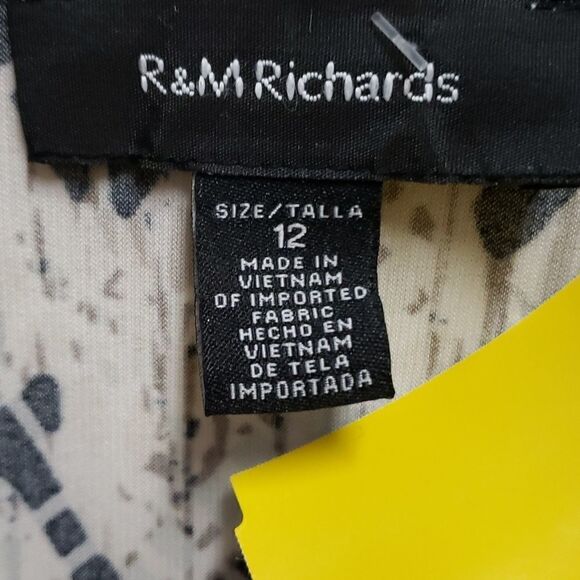 R&M Richards
SIZE/TALLA
12
MADE IN
VIETNAM
OF IMPORTED
FABRIC
HECHO EN
VIETNAM
DE TELA
IMPORTADA